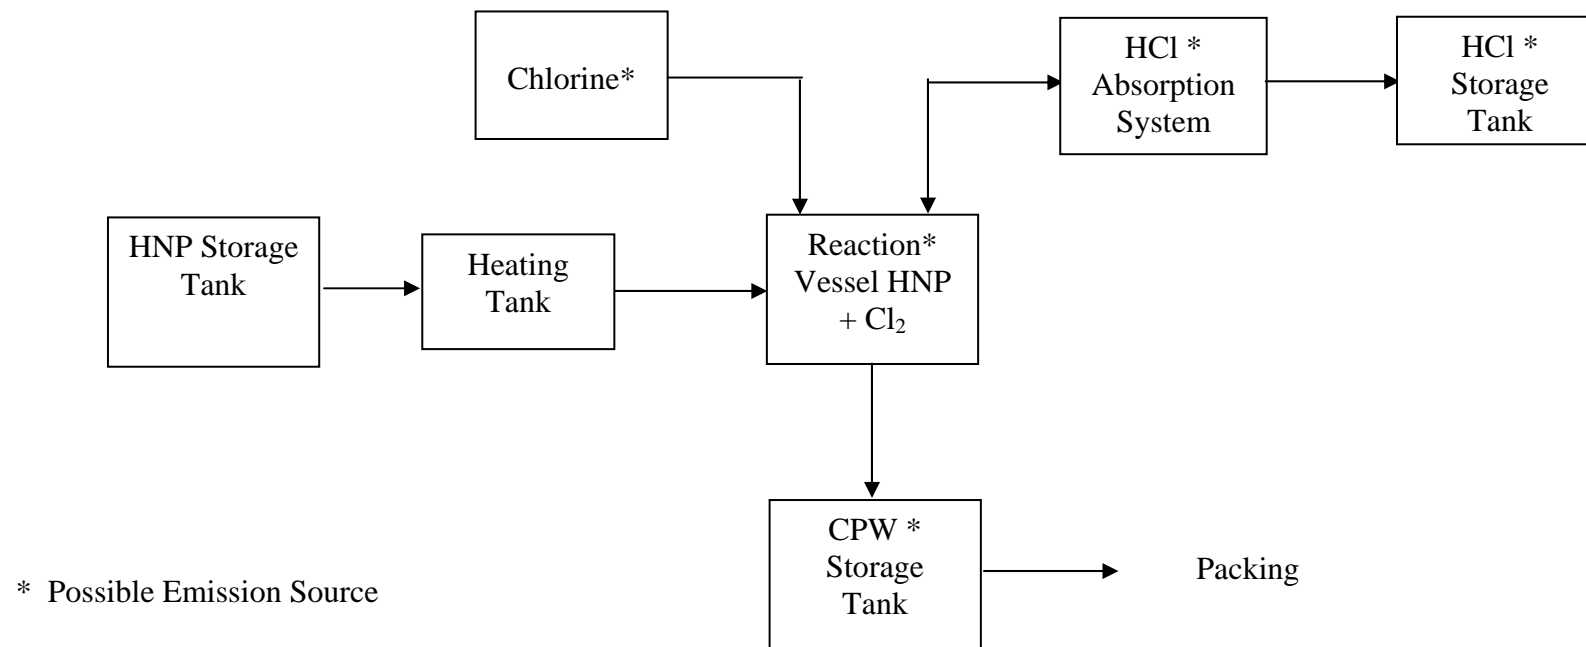 Chlorine*
HCl *
Absorption
System
HCl *
Storage
Tank
HNP Storage
Tank
Heating
Tank
Reaction*
Vessel HNP
+ Cl₂
CPW *
Storage
Tank
Packing
* Possible Emission Source